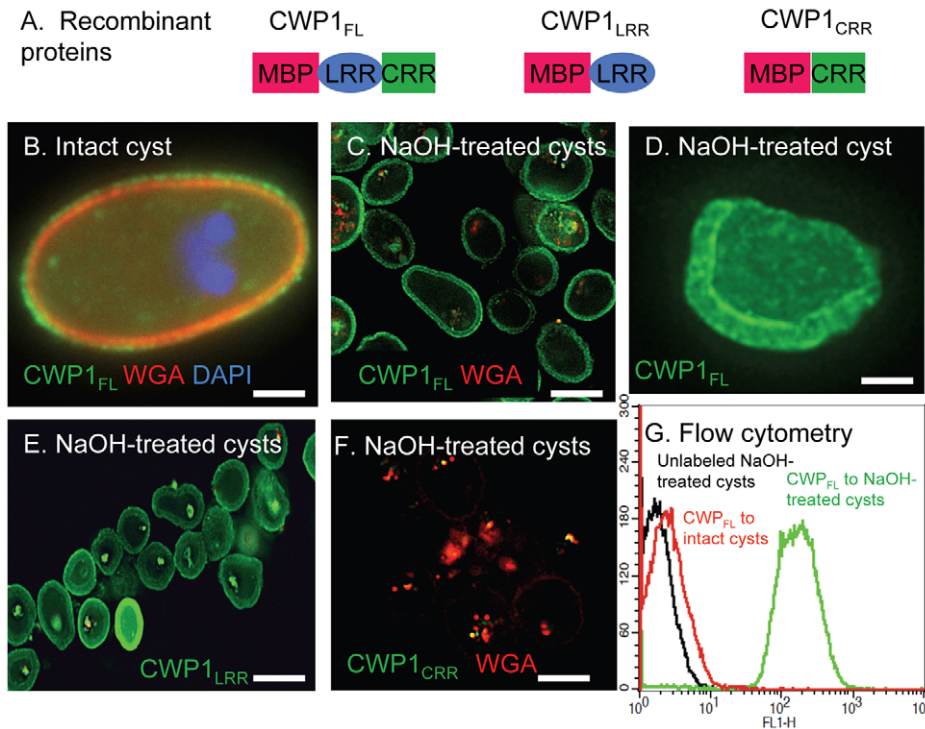 A. Recombinant
proteins
CWP1FL
CWP1LRR
CWP1CRR
MBP LRR CRR
MBP LRR
MBP CRR
B. Intact cyst
CWP1FL WGA DAPI
C. NaOH-treated cysts
CWP1FL WGA
D. NaOH-treated cyst
CWP1FL
E. NaOH-treated cysts
CWP1LRR
F. NaOH-treated cysts
CWP1CRR WGA
G. Flow cytometry
Unlabeled NaOH-
treated cysts
CWPFL to
intact cysts
CWPFL to NaOH-
treated cysts
300
240
180
120
60
0
10^0 10^1 10^2 10^3
FL1-H